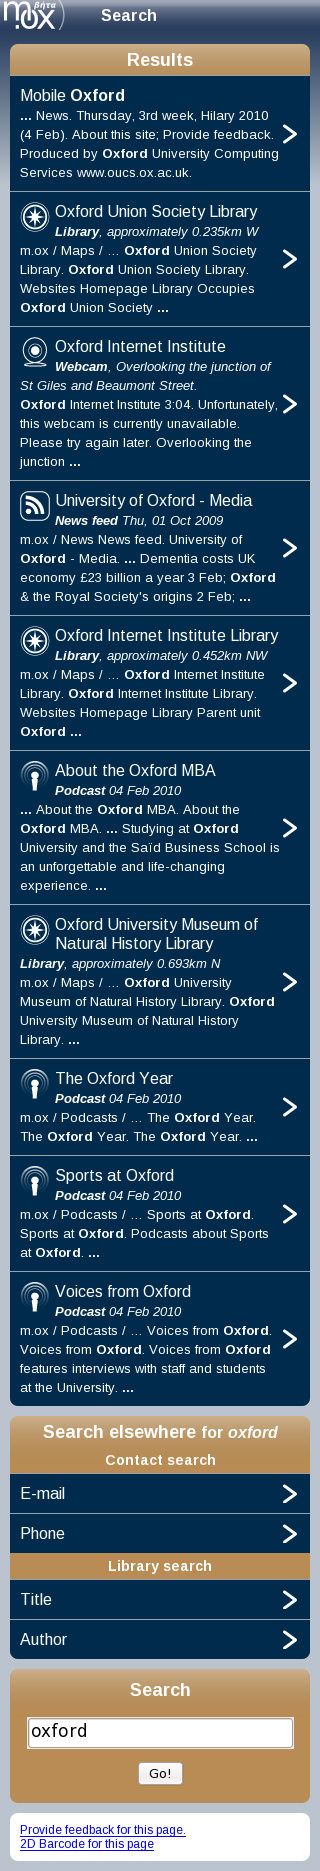 mox βήτα
Search
Results
Mobile Oxford
... News. Thursday, 3rd week, Hilary 2010
(4 Feb). About this site; Provide feedback.
Produced by Oxford University Computing
Services www.oucs.ox.ac.uk.
Oxford Union Society Library
Library, approximately 0.235km W
m.ox / Maps / ... Oxford Union Society
Library. Oxford Union Society Library.
Websites Homepage Library Occupies
Oxford Union Society ...
Oxford Internet Institute
Webcam, Overlooking the junction of
St Giles and Beaumont Street.
Oxford Internet Institute 3:04. Unfortunately,
this webcam is currently unavailable.
Please try again later. Overlooking the
junction ...
University of Oxford - Media
News feed Thu, 01 Oct 2009
m.ox / News News feed. University of
Oxford - Media. ... Dementia costs UK
economy £23 billion a year 3 Feb; Oxford
& the Royal Society's origins 2 Feb; ...
Oxford Internet Institute Library
Library, approximately 0.452km NW
m.ox / Maps / ... Oxford Internet Institute
Library. Oxford Internet Institute Library.
Websites Homepage Library Parent unit
Oxford ...
About the Oxford MBA
Podcast 04 Feb 2010
... About the Oxford MBA. About the
Oxford MBA. ... Studying at Oxford
University and the Saïd Business School is
an unforgettable and life-changing
experience. ...
Oxford University Museum of
Natural History Library
Library, approximately 0.693km N
m.ox / Maps / ... Oxford University
Museum of Natural History Library. Oxford
University Museum of Natural History
Library. ...
The Oxford Year
Podcast 04 Feb 2010
m.ox / Podcasts / ... The Oxford Year.
The Oxford Year. The Oxford Year. ...
Sports at Oxford
Podcast 04 Feb 2010
m.ox / Podcasts / ... Sports at Oxford.
Sports at Oxford. Podcasts about Sports
at Oxford. ...
Voices from Oxford
Podcast 04 Feb 2010
m.ox / Podcasts / ... Voices from Oxford.
Voices from Oxford. Voices from Oxford
features interviews with staff and students
at the University. ...
Search elsewhere for oxford
Contact search
E-mail
Phone
Library search
Title
Author
Search
oxford
Go!
Provide feedback for this page.
2D Barcode for this page